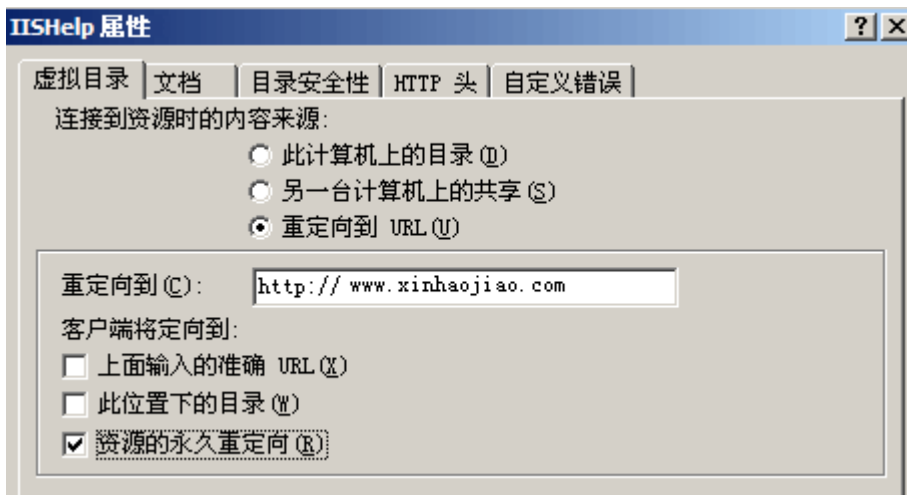 IISHelp 属性
虚拟目录 文档 目录安全性 HTTP 头 自定义错误
连接到资源时的内容来源:
此计算机上的目录(D)
另一台计算机上的共享(S)
重定向到 URL(U)
重定向到(C): http:// www.xinhaojiao.com
客户端将定向到:
上面输入的准确 URL(X)
此位置下的目录(W)
资源的永久重定向(R)